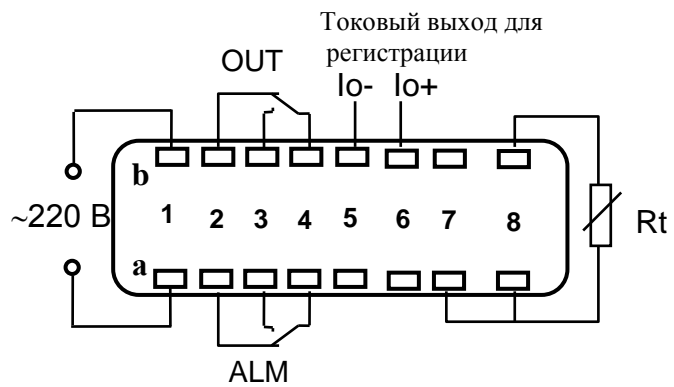 Токовый выход для
регистрации
OUT
Io- Io+
b
~220 В
1 2 3 4 5 6 7 8
Rt
a
ALM